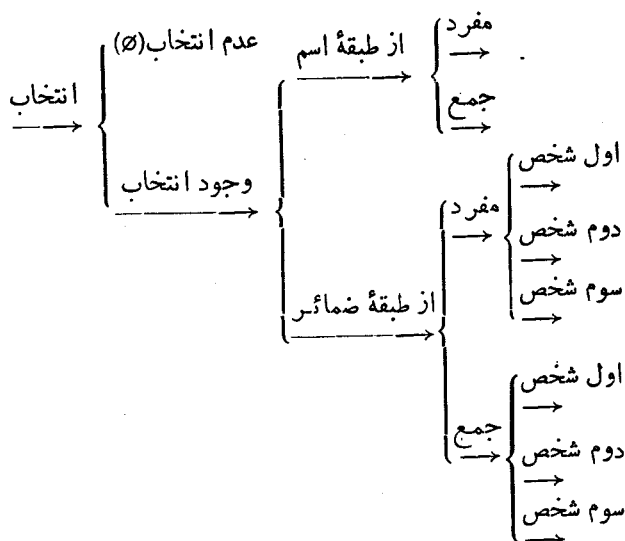 انتخاب
عدم انتخاب (ø)
وجود انتخاب
از طبقهٔ اسم
مفرد
جمع
از طبقهٔ ضمائر
مفرد
اول شخص
دوم شخص
سوم شخص
جمع
اول شخص
دوم شخص
سوم شخص